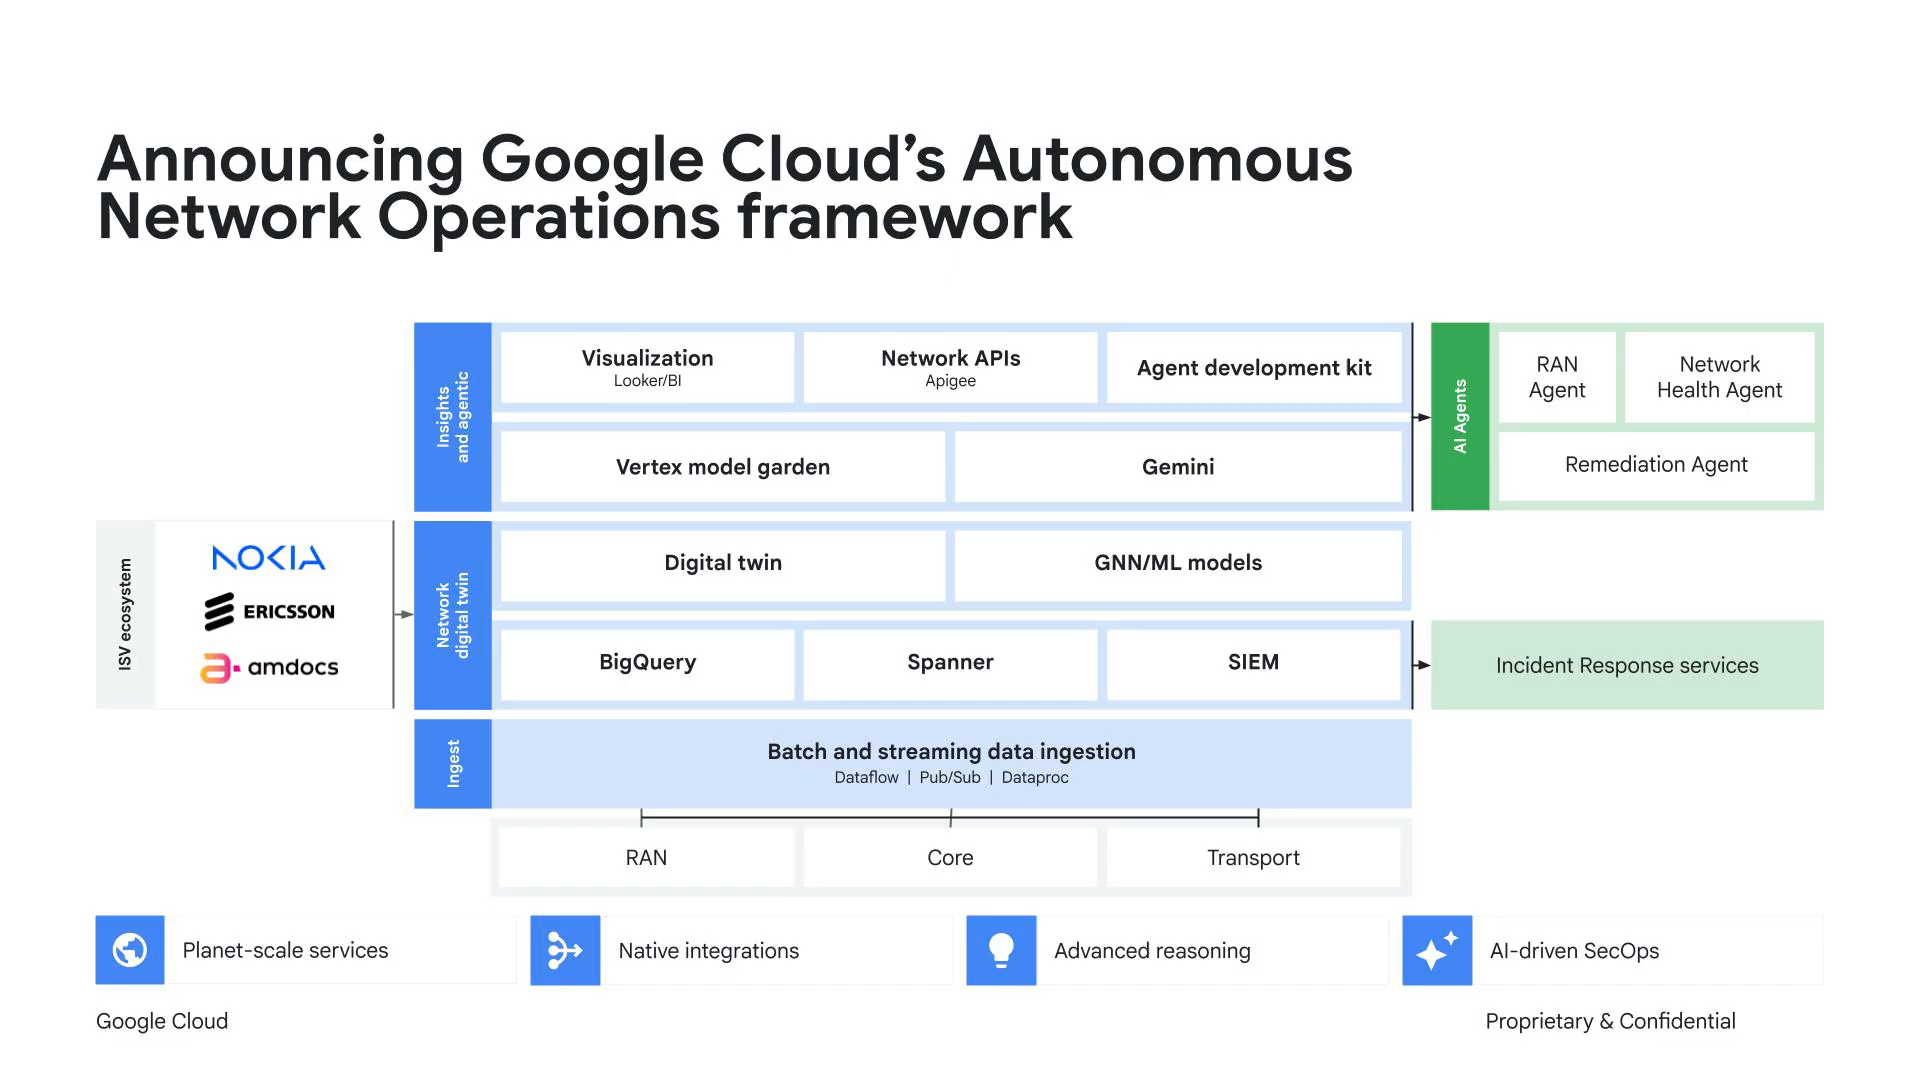 Announcing Google Cloud’s Autonomous
Network Operations framework
Insights
and agentic
Visualization
Looker/BI
Network APIs
Apigee
Agent development kit
Vertex model garden
Gemini
AI Agents
RAN
Agent
Network
Health Agent
Remediation Agent
ISV ecosystem
NOKIA
ERICSSON
amdocs
Network
digital twin
Digital twin
GNN/ML models
BigQuery
Spanner
SIEM
Incident Response services
Ingest
Batch and streaming data ingestion
Dataflow | Pub/Sub | Dataproc
RAN
Core
Transport
Planet-scale services
Native integrations
Advanced reasoning
AI-driven SecOps
Google Cloud
Proprietary & Confidential